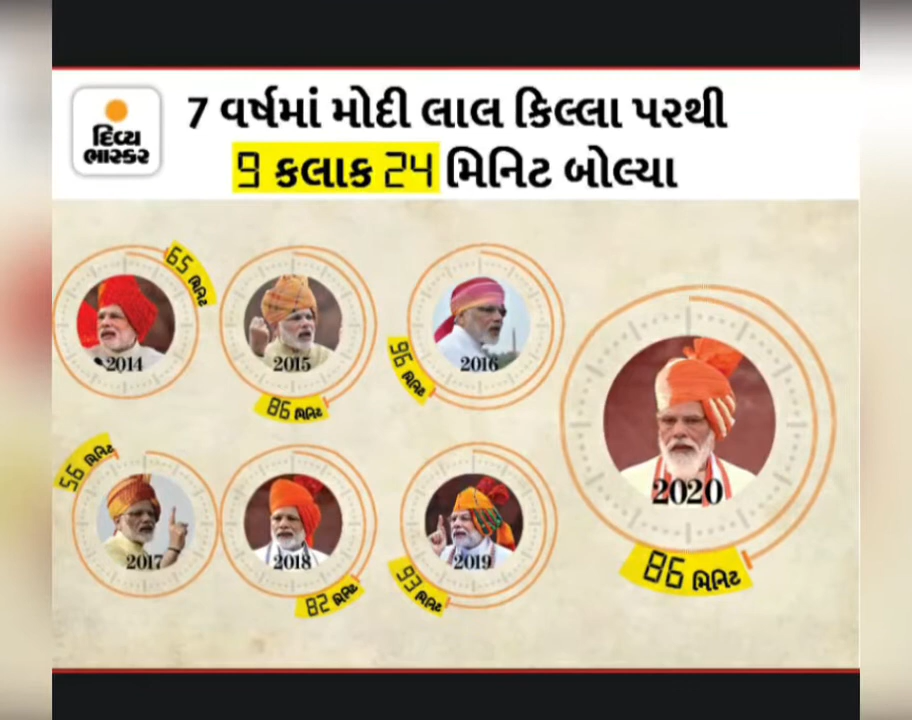 દિવ્ય
ભાસ્કર
7 વર્ષમાં મોદી લાલ કિલ્લા પરથી
9 કલાક 24 મિનિટ બોલ્યા
65 મિનિટ
2014
2015
86 મિનિટ
2016
96 મિનિટ
56 મિનિટ
2017
2018
82 મિનિટ
2019
93 મિનિટ
2020
86 મિનિટ